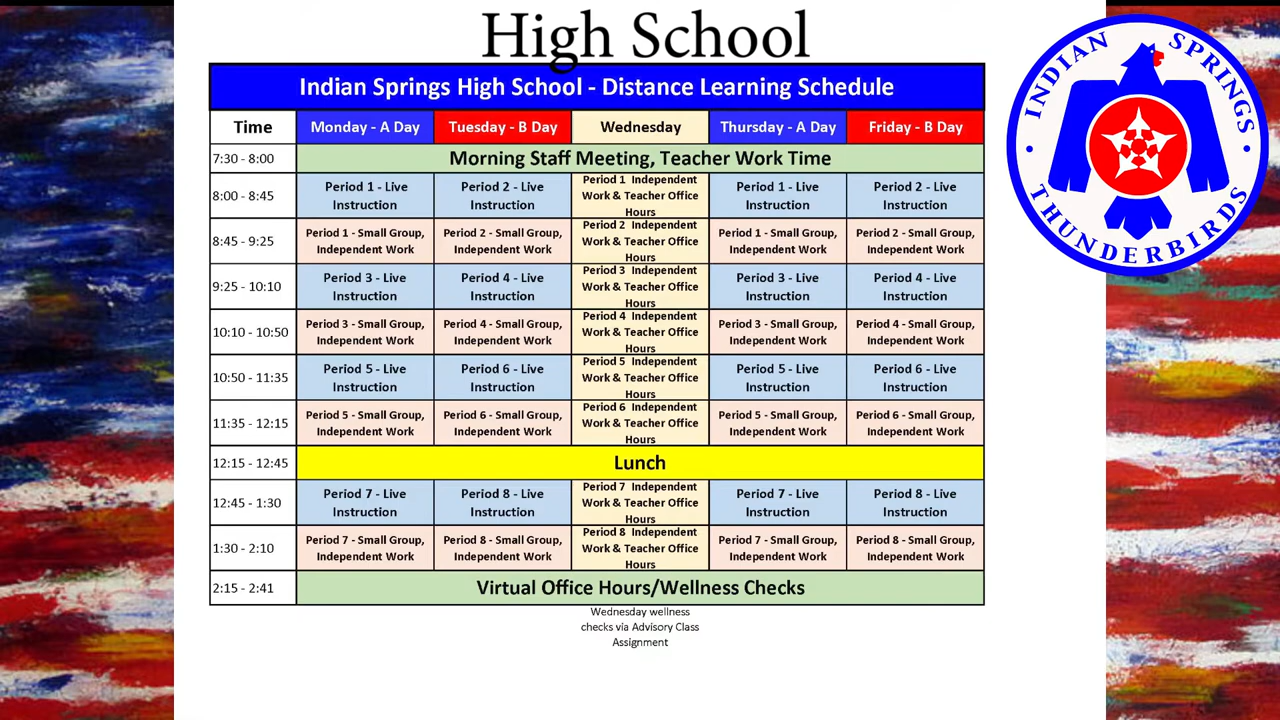 High School
INDIAN SPRINGS
THUNDERBIRDS
Indian Springs High School - Distance Learning Schedule
Time Monday - A Day Tuesday - B Day Wednesday Thursday - A Day Friday - B Day
7:30 - 8:00 Morning Staff Meeting, Teacher Work Time
8:00 - 8:45
Period 1 - Live
Instruction
Period 2 - Live
Instruction
Period 1 Independent
Work & Teacher Office
Hours
Period 1 - Live
Instruction
Period 2 - Live
Instruction
8:45 - 9:25
Period 1 - Small Group,
Independent Work
Period 2 - Small Group,
Independent Work
Period 2 Independent
Work & Teacher Office
Hours
Period 1 - Small Group,
Independent Work
Period 2 - Small Group,
Independent Work
9:25 - 10:10
Period 3 - Live
Instruction
Period 4 - Live
Instruction
Period 3 Independent
Work & Teacher Office
Hours
Period 3 - Live
Instruction
Period 4 - Live
Instruction
10:10 - 10:50
Period 3 - Small Group,
Independent Work
Period 4 - Small Group,
Independent Work
Period 4 Independent
Work & Teacher Office
Hours
Period 3 - Small Group,
Independent Work
Period 4 - Small Group,
Independent Work
10:50 - 11:35
Period 5 - Live
Instruction
Period 6 - Live
Instruction
Period 5 Independent
Work & Teacher Office
Hours
Period 5 - Live
Instruction
Period 6 - Live
Instruction
11:35 - 12:15
Period 5 - Small Group,
Independent Work
Period 6 - Small Group,
Independent Work
Period 6 Independent
Work & Teacher Office
Hours
Period 5 - Small Group,
Independent Work
Period 6 - Small Group,
Independent Work
12:15 - 12:45 Lunch
12:45 - 1:30
Period 7 - Live
Instruction
Period 8 - Live
Instruction
Period 7 Independent
Work & Teacher Office
Hours
Period 7 - Live
Instruction
Period 8 - Live
Instruction
1:30 - 2:10
Period 7 - Small Group,
Independent Work
Period 8 - Small Group,
Independent Work
Period 8 Independent
Work & Teacher Office
Hours
Period 7 - Small Group,
Independent Work
Period 8 - Small Group,
Independent Work
2:15 - 2:41 Virtual Office Hours/Wellness Checks
Wednesday wellness
checks via Advisory Class
Assignment